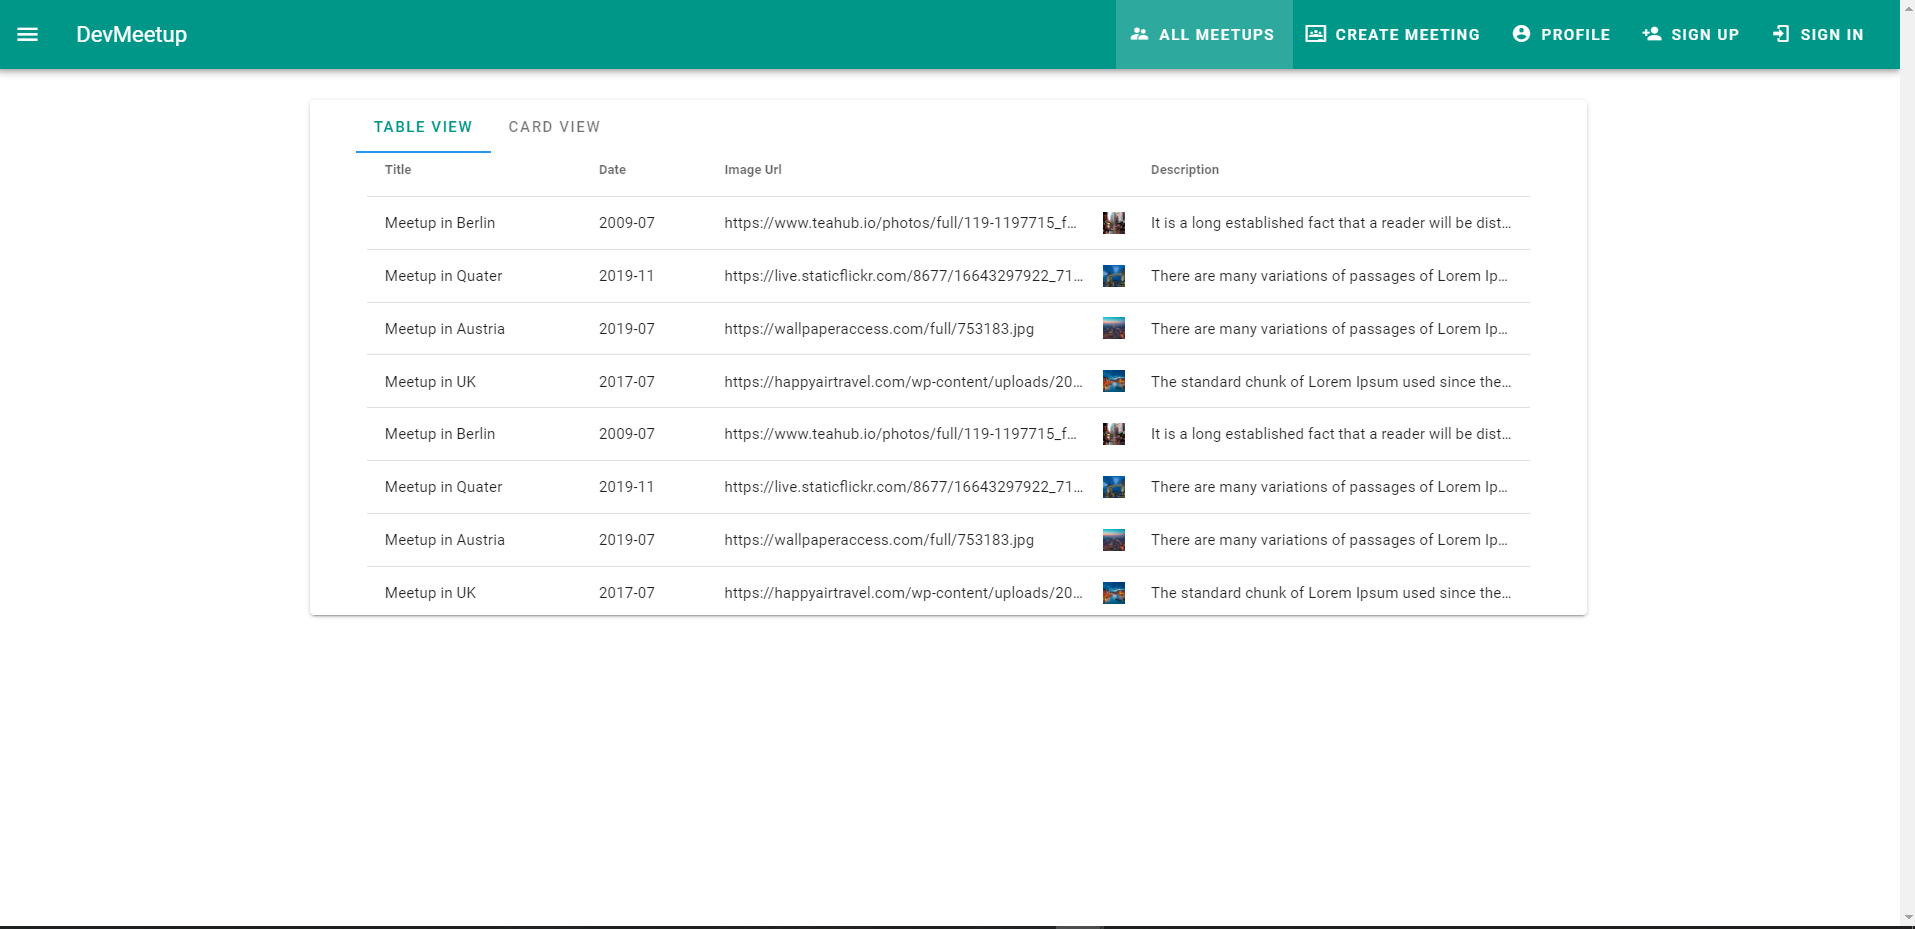 DevMeetup ALL MEETUPS CREATE MEETING PROFILE SIGN UP SIGN IN
TABLE VIEW CARD VIEW
Title Date Image Url Description
Meetup in Berlin 2009-07 https://www.teahub.io/photos/full/119-1197715_f... It is a long established fact that a reader will be dist...
Meetup in Quater 2019-11 https://live.staticflickr.com/8677/16643297922_71... There are many variations of passages of Lorem Ip...
Meetup in Austria 2019-07 https://wallpaperaccess.com/full/753183.jpg There are many variations of passages of Lorem Ip...
Meetup in UK 2017-07 https://happyairtravel.com/wp-content/uploads/20... The standard chunk of Lorem Ipsum used since the...
Meetup in Berlin 2009-07 https://www.teahub.io/photos/full/119-1197715_f... It is a long established fact that a reader will be dist...
Meetup in Quater 2019-11 https://live.staticflickr.com/8677/16643297922_71... There are many variations of passages of Lorem Ip...
Meetup in Austria 2019-07 https://wallpaperaccess.com/full/753183.jpg There are many variations of passages of Lorem Ip...
Meetup in UK 2017-07 https://happyairtravel.com/wp-content/uploads/20... The standard chunk of Lorem Ipsum used since the...